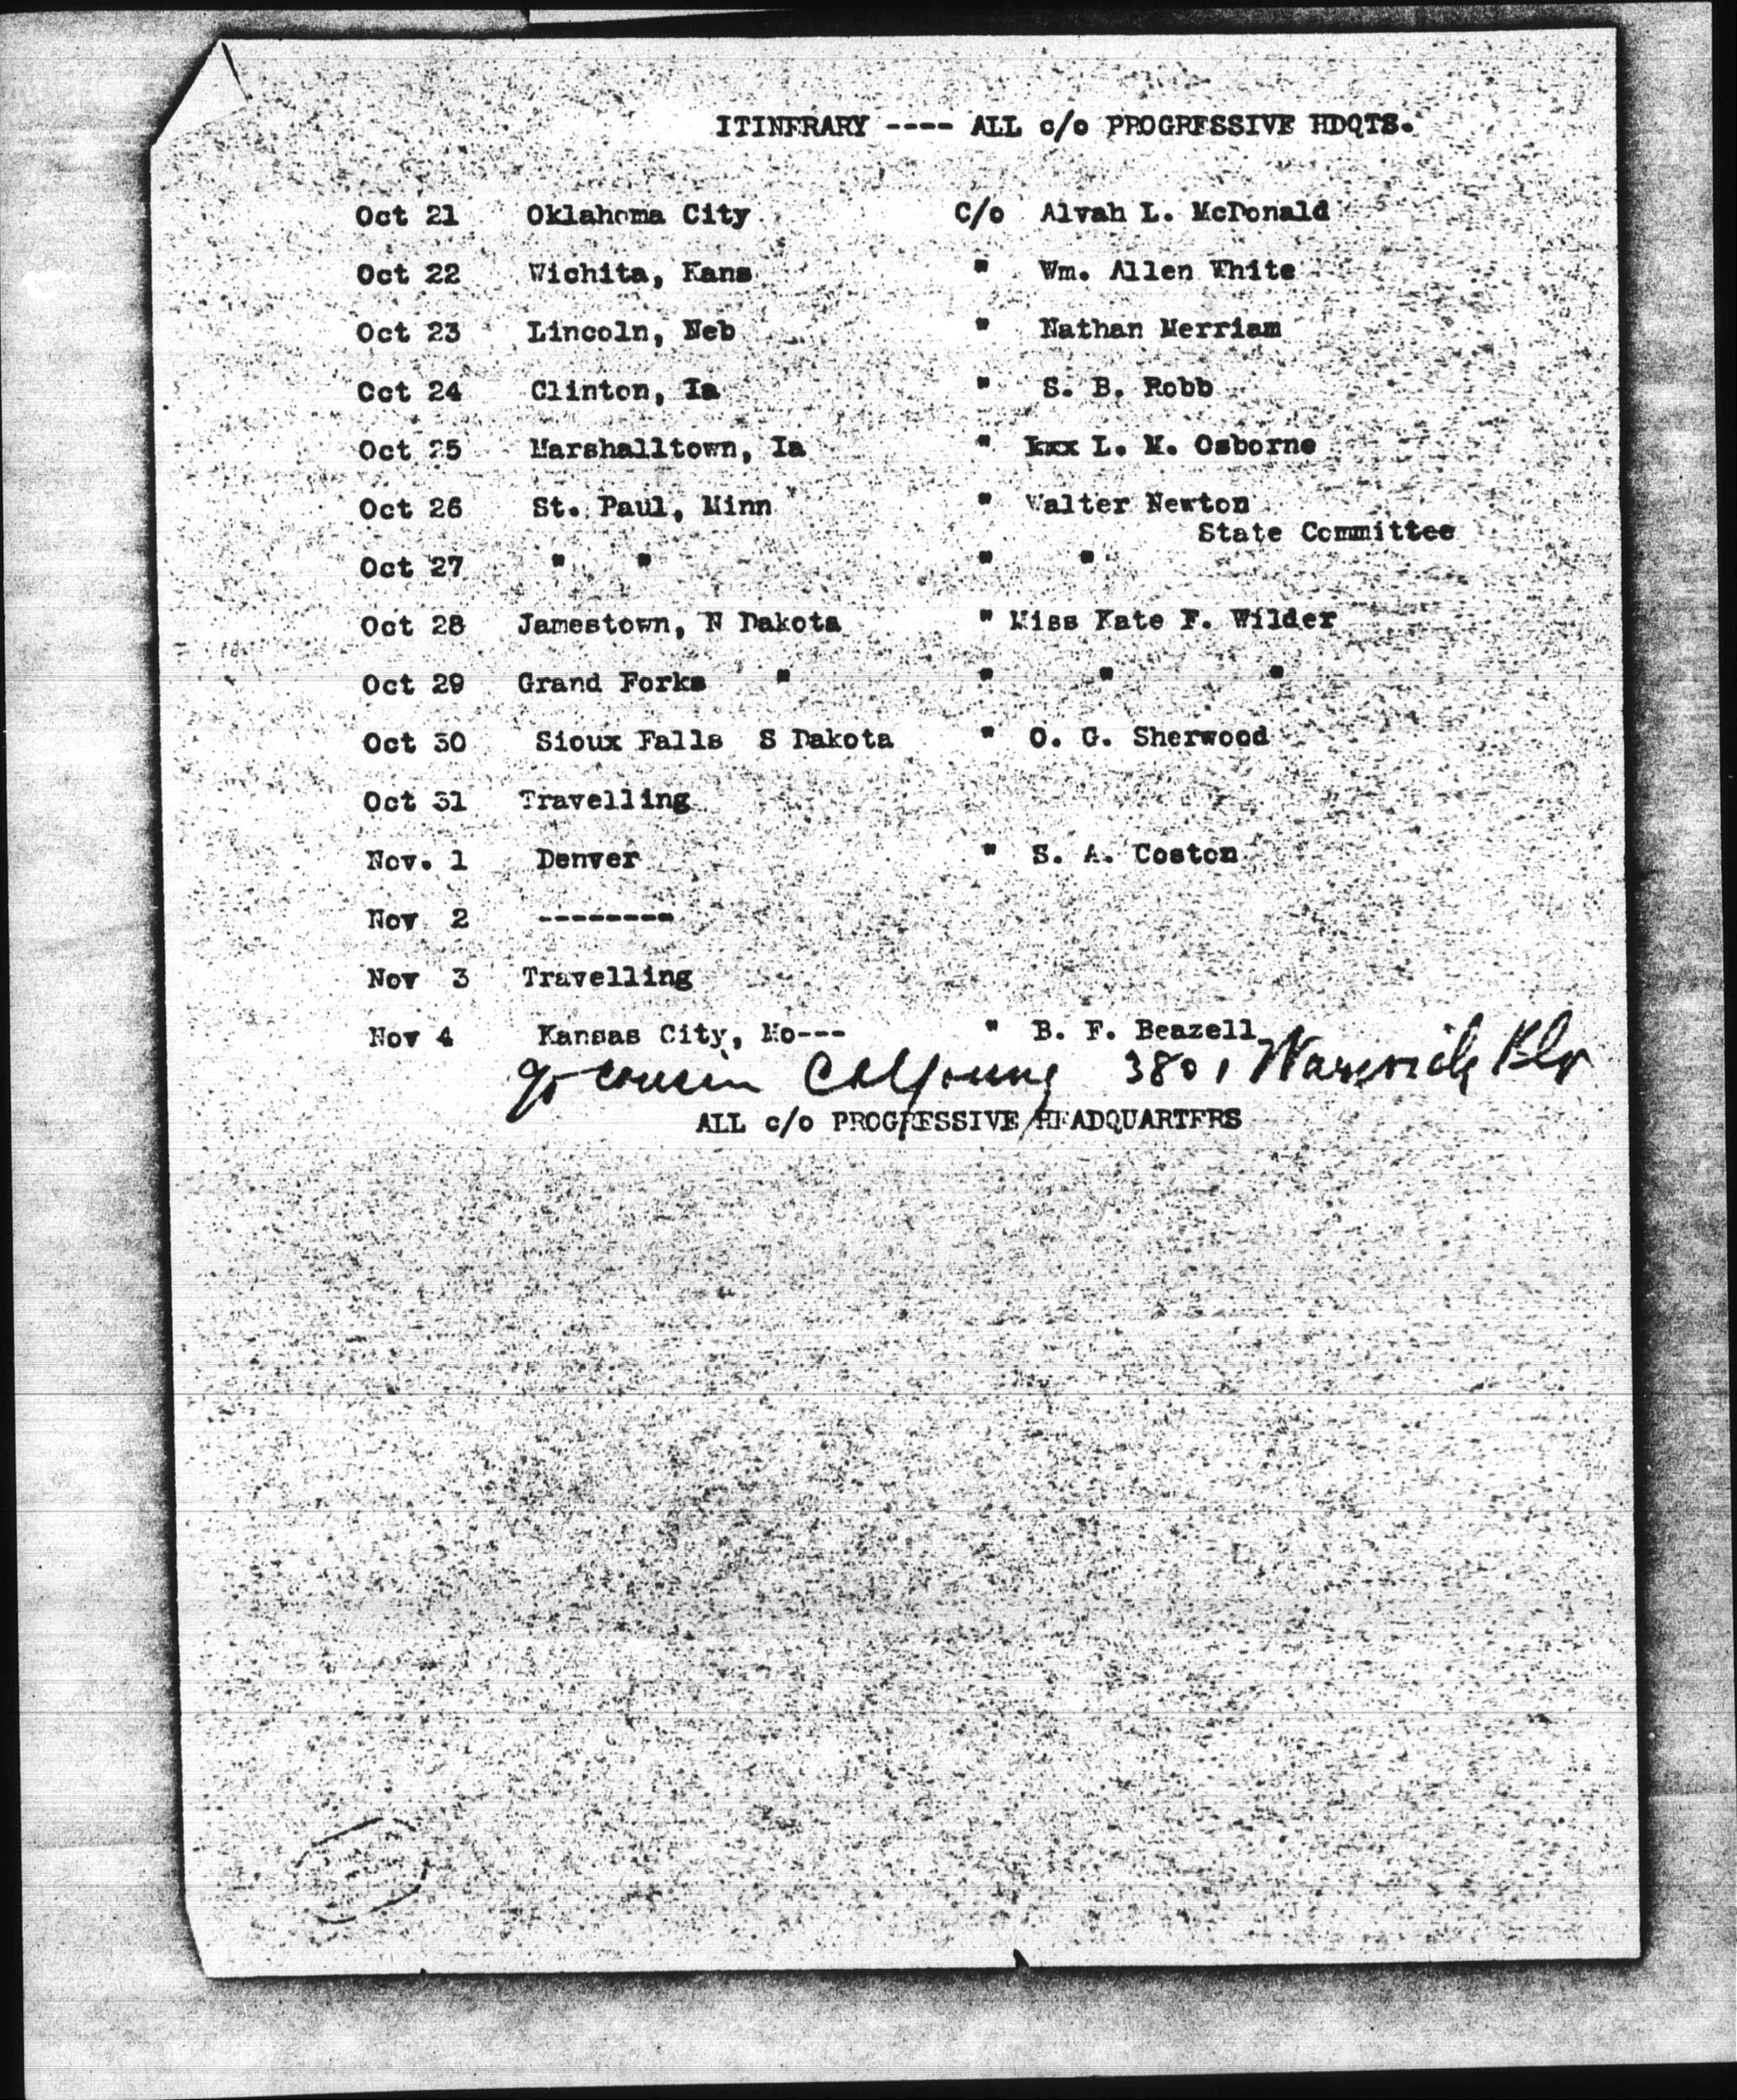 ITINERARY ---- ALL c/o PROGRESSIVE HDQTS.
Oct 21 Oklahoma City C/o Alvah L. McDonald
Oct 22 Wichita, Kans " Wm. Allen White
Oct 23 Lincoln, Neb " Nathan Merriam
Oct 24 Clinton, Ia " S. B. Robb
Oct 25 Marshalltown, Ia " xxx L. M. Osborne
Oct 26 St. Paul, Minn " Walter Newton
State Committee
Oct 27 " " " "
Oct 28 Jamestown, N Dakota " Miss Kate F. Wilder
Oct 29 Grand Forks " " " "
Oct 30 Sioux Falls S Dakota " O. G. Sherwood
Oct 31 Travelling
Nov. 1 Denver " S. A. Coston
Nov 2 --------
Nov 3 Travelling
Nov 4 Kansas City, Mo--- " B. F. Beazell
cousin 3801 Warwick Blv
ALL c/o PROGRESSIVE HEADQUARTERS